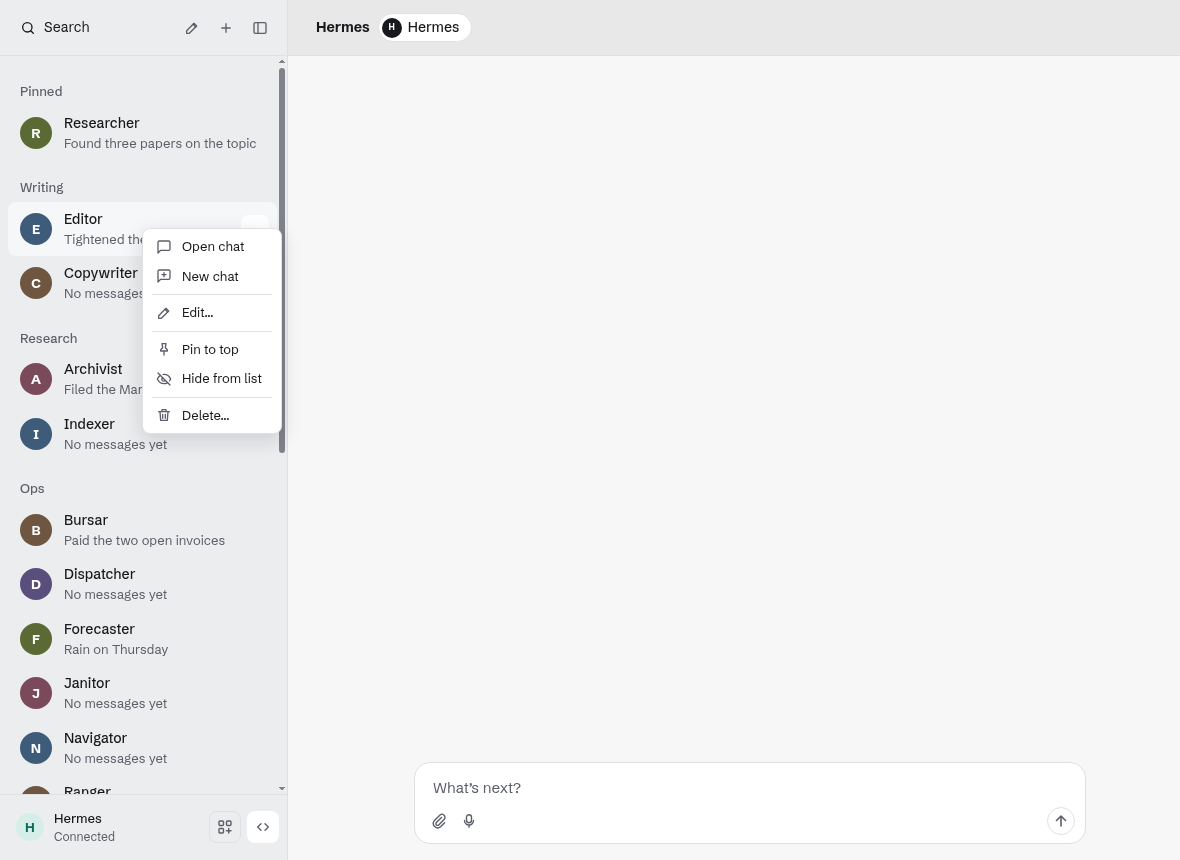 Search
Hermes
H
Hermes
Pinned
R
Researcher
Found three papers on the topic
Writing
E
Editor
Tightened the
C
Copywriter
No messages
Open chat
New chat
Edit...
Pin to top
Hide from list
Delete...
Research
A
Archivist
Filed the Mar
I
Indexer
No messages yet
Ops
B
Bursar
Paid the two open invoices
D
Dispatcher
No messages yet
F
Forecaster
Rain on Thursday
J
Janitor
No messages yet
N
Navigator
No messages yet
Ranger
What's next?
H
Hermes
Connected